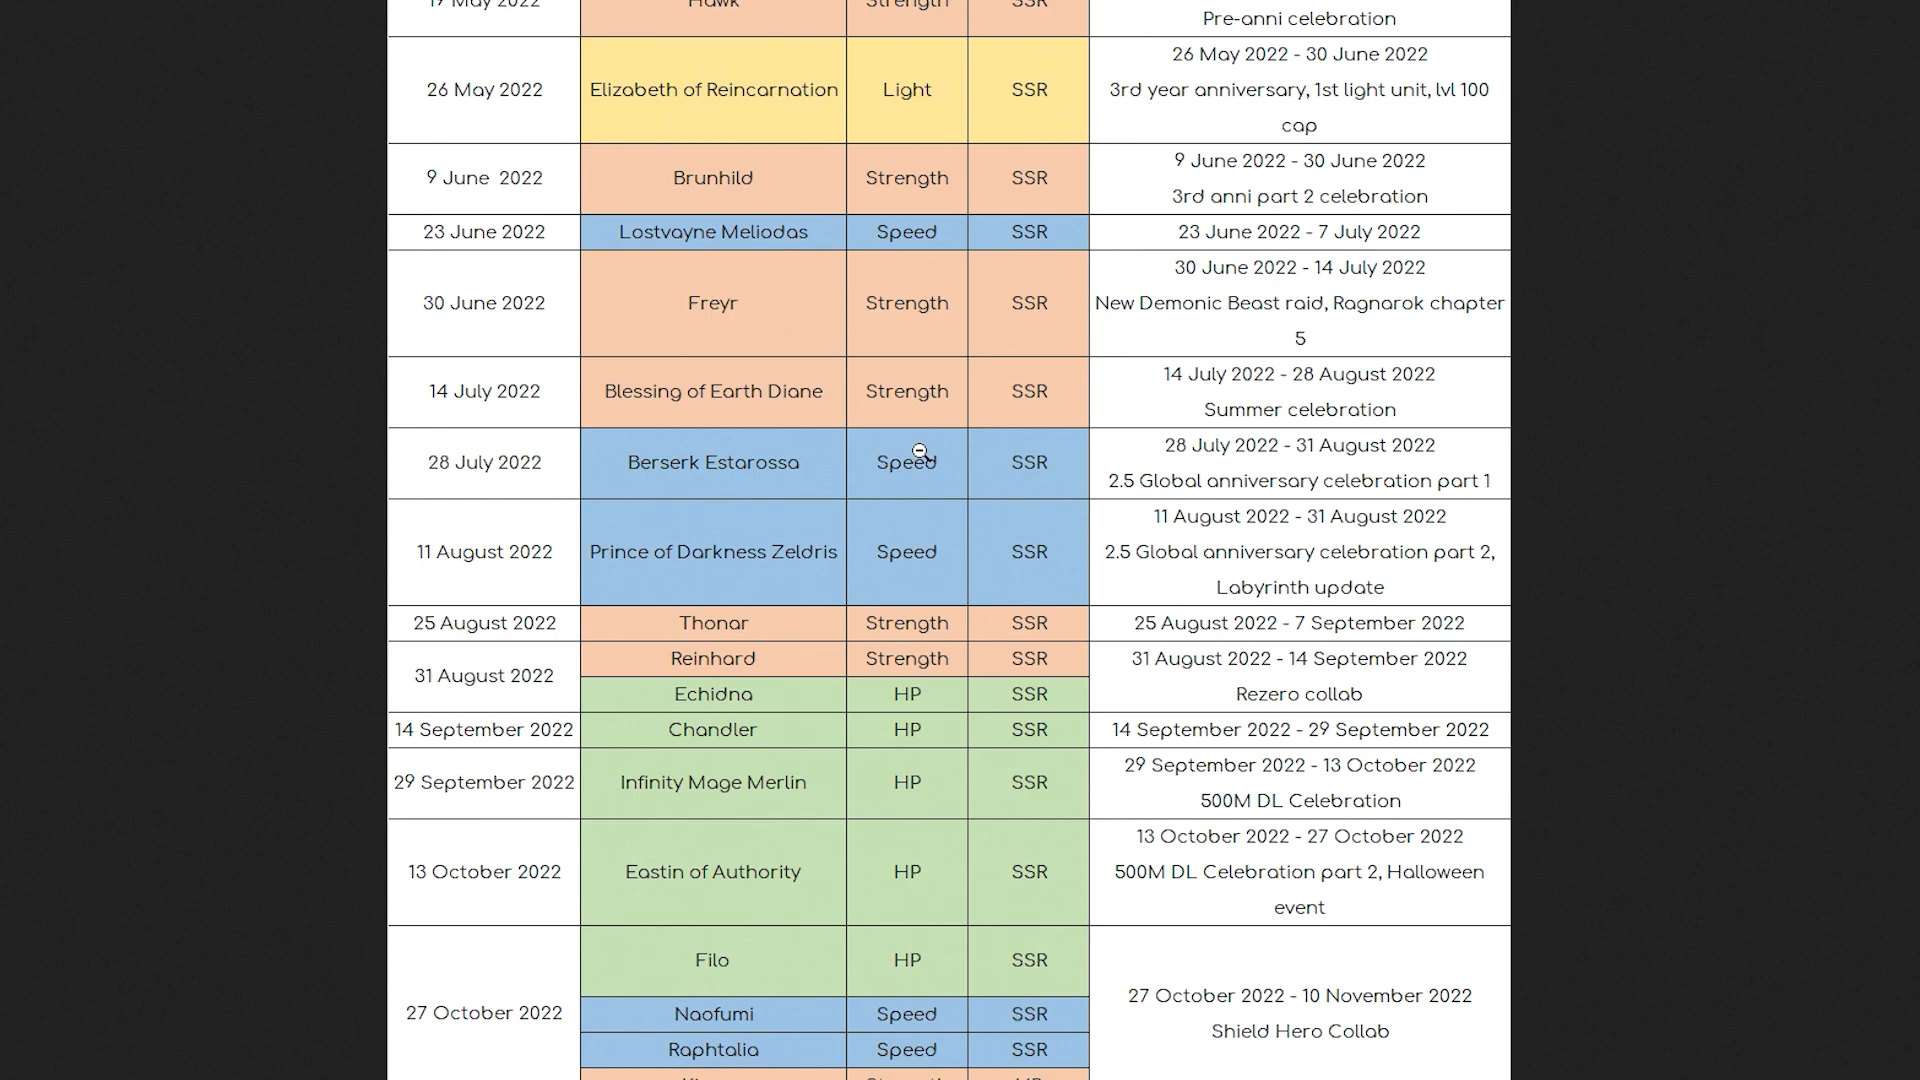 17 May 2022 Hawk Strength SSR
Pre-anni celebration
26 May 2022 - 30 June 2022
26 May 2022 Elizabeth of Reincarnation Light SSR 3rd year anniversary, 1st light unit, lvl 100
cap
9 June 2022 - 30 June 2022
9 June 2022 Brunhild Strength SSR
3rd anni part 2 celebration
23 June 2022 Lostvayne Meliodas Speed SSR 23 June 2022 - 7 July 2022
30 June 2022 - 14 July 2022
30 June 2022 Freyr Strength SSR New Demonic Beast raid, Ragnarok chapter
5
14 July 2022 - 28 August 2022
14 July 2022 Blessing of Earth Diane Strength SSR
Summer celebration
28 July 2022 - 31 August 2022
28 July 2022 Berserk Estarossa Speed SSR
2.5 Global anniversary celebration part 1
11 August 2022 - 31 August 2022
11 August 2022 Prince of Darkness Zeldris Speed SSR 2.5 Global anniversary celebration part 2,
Labyrinth update
25 August 2022 Thonar Strength SSR 25 August 2022 - 7 September 2022
Reinhard Strength SSR 31 August 2022 - 14 September 2022
31 August 2022
Echidna HP SSR Rezero collab
14 September 2022 Chandler HP SSR 14 September 2022 - 29 September 2022
29 September 2022 - 13 October 2022
29 September 2022 Infinity Mage Merlin HP SSR
500M DL Celebration
13 October 2022 - 27 October 2022
13 October 2022 Eastin of Authority HP SSR 500M DL Celebration part 2, Halloween
event
Filo HP SSR
27 October 2022 - 10 November 2022
27 October 2022 Naofumi Speed SSR
Shield Hero Collab
Raphtalia Speed SSR